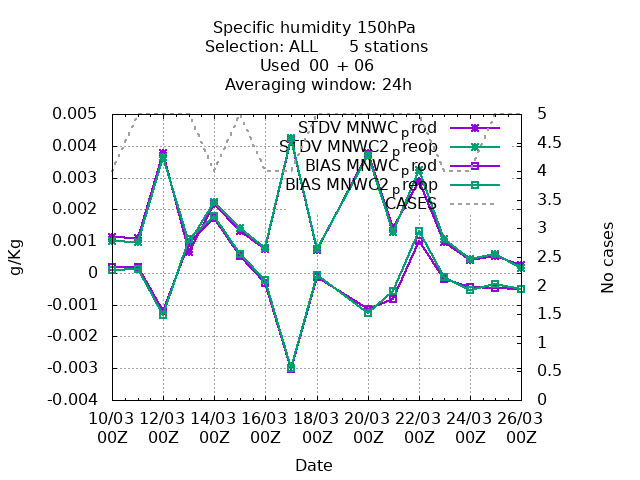 Specific humidity 150hPa
Selection: ALL      5 stations
Used  00  + 06
Averaging window: 24h
0.005
0.004
0.003
0.002
0.001
0
-0.001
-0.002
-0.003
-0.004
5
4.5
4
3.5
3
2.5
2
1.5
1
0.5
0
g/Kg
No cases
STDV MNWC_prod
STDV MNWC2_preop
BIAS MNWC_prod
BIAS MNWC2_preop
CASES
10/03 12/03 14/03 16/03 18/03 20/03 22/03 24/03 26/03
00Z 00Z 00Z 00Z 00Z 00Z 00Z 00Z 00Z
Date